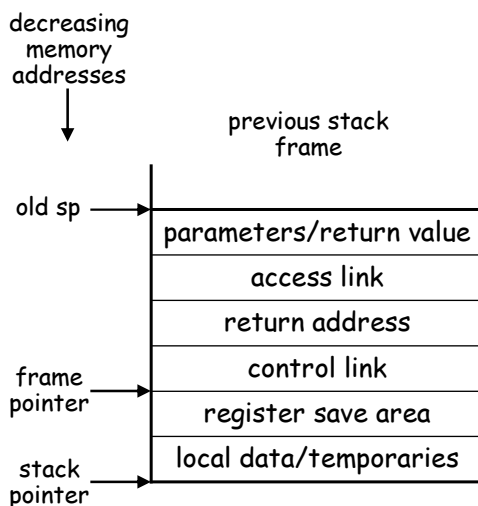 decreasing
memory
addresses
previous stack
frame
old sp
parameters/return value
access link
return address
control link
frame
pointer
register save area
local data/temporaries
stack
pointer